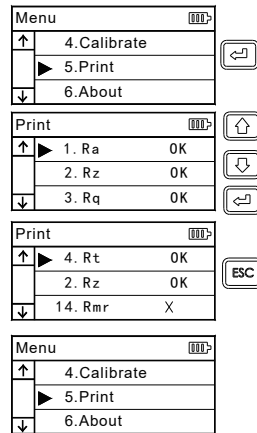 Menu
4.Calibrate
5.Print
6.About
Print
1. Ra OK
2. Rz OK
3. Rq OK
Print
4. Rt OK
2. Rz OK
14. Rmr X
ESC
Menu
4.Calibrate
5.Print
6.About